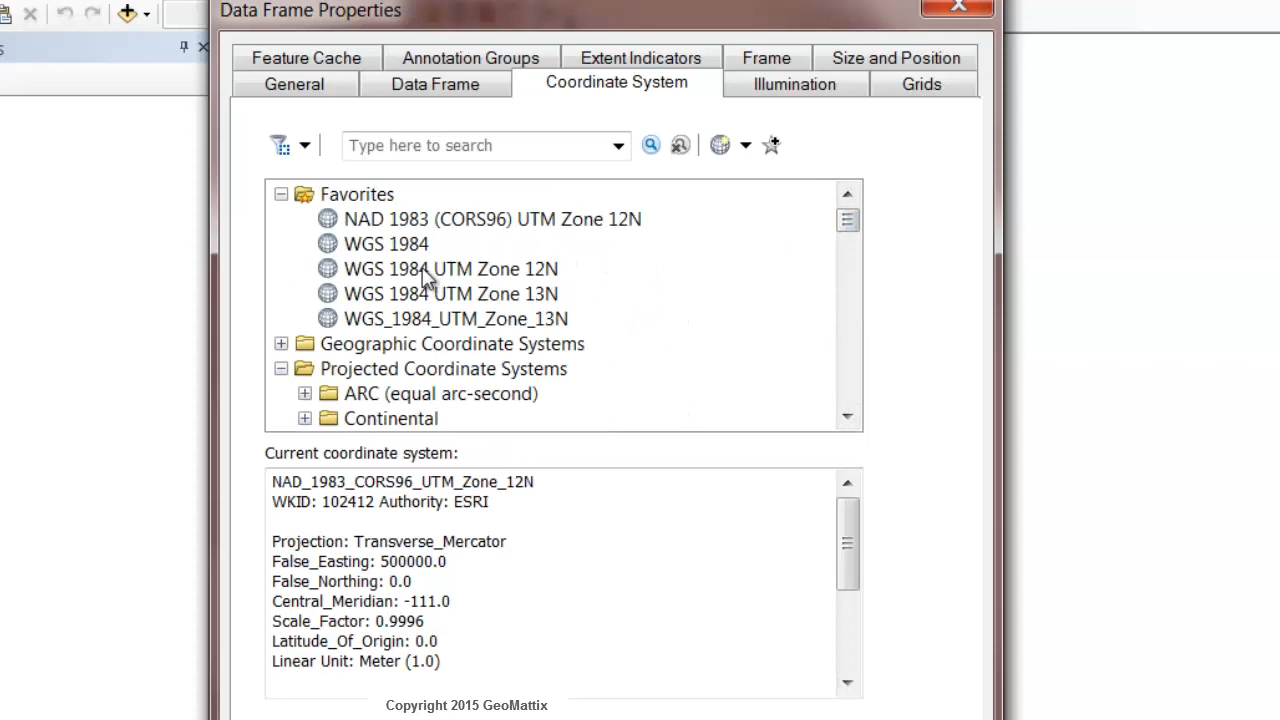 Data Frame Properties
s
Feature Cache
Annotation Groups
Extent Indicators
Frame
Size and Position
General
Data Frame
Coordinate System
Illumination
Grids
Type here to search
Favorites
NAD 1983 (CORS96) UTM Zone 12N
WGS 1984
WGS 1984 UTM Zone 12N
WGS 1984 UTM Zone 13N
WGS_1984_UTM_Zone_13N
Geographic Coordinate Systems
Projected Coordinate Systems
ARC (equal arc-second)
Continental
Current coordinate system:
NAD_1983_CORS96_UTM_Zone_12N
WKID: 102412 Authority: ESRI
Projection: Transverse_Mercator
False_Easting: 500000.0
False_Northing: 0.0
Central_Meridian: -111.0
Scale_Factor: 0.9996
Latitude_Of_Origin: 0.0
Linear Unit: Meter (1.0)
Copyright 2015 GeoMattix